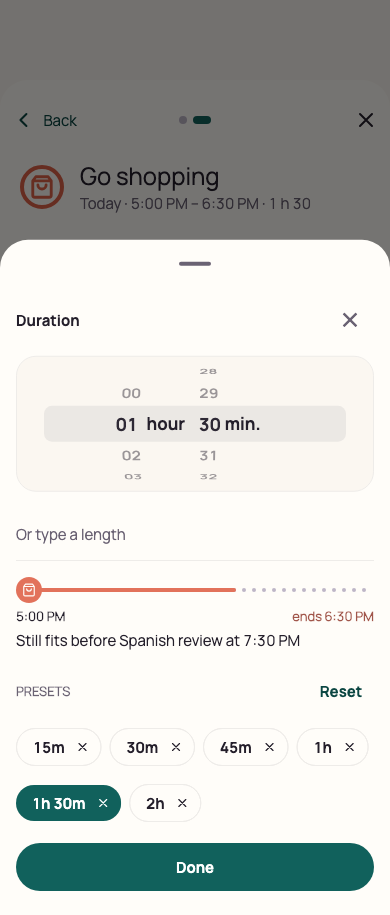 Back
Go shopping
Today · 5:00 PM – 6:30 PM · 1 h 30
Duration
28
00 29
01 hour 30 min.
02 31
03 32
Or type a length
5:00 PM ends 6:30 PM
Still fits before Spanish review at 7:30 PM
PRESETS Reset
15m 30m 45m 1h
1h 30m 2h
Done